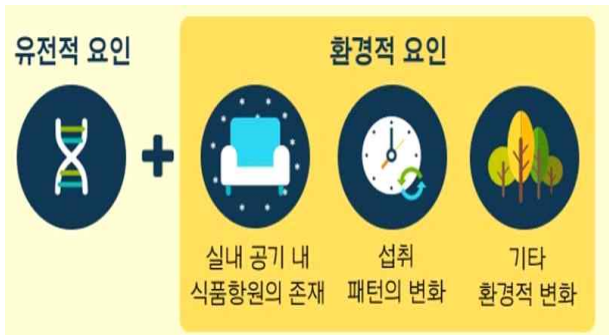 유전적 요인
환경적 요인
실내 공기 내
식품항원의 존재
섭취
패턴의 변화
기타
환경적 변화